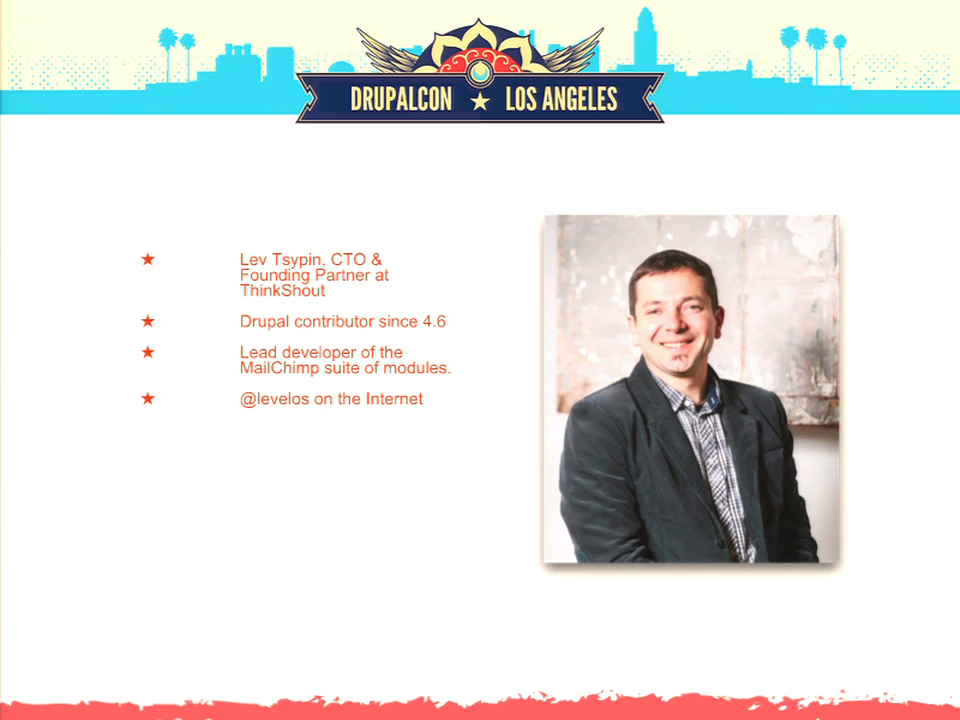 DRUPALCON ★ LOS ANGELES
★ Lev Tsypin, CTO &
Founding Partner at
ThinkShout
★ Drupal contributor since 4.6
★ Lead developer of the
MailChimp suite of modules.
★ @levelos on the Internet